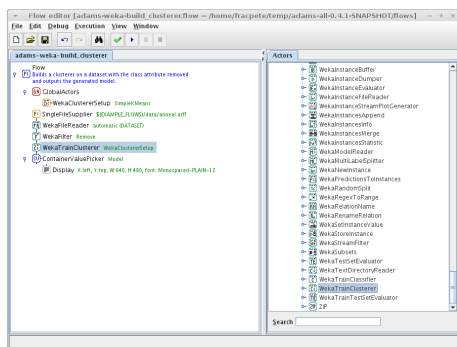 Flow editor [adams-weka-build_clusterer.flow — /home/fracpete/temp/adams-all-0.4.1-SNAPSHOT/flows]
File Edit Debug Execution View Window
adams-weka-build_clusterer
Flow
Builds a clusterer on a dataset with the class attribute removed
and outputs the generated model.
GlobalActors
WekaClustererSetup SimpleKMeans
SingleFileSupplier ${EXAMPLE_FLOWS}/data/anneal.arff
WekaFileReader automatic (DATASET)
WekaFilter Remove
WekaTrainClusterer WekaClustererSetup
ContainerValuePicker Model
Display X:left, Y:top, W:640, H:480, font: Monospaced-PLAIN-12
Actors
WekaInstanceBuffer
WekaInstanceDumper
WekaInstanceEvaluator
WekaInstanceFileReader
WekaInstanceStreamPlotGenerator
WekaInstancesAppend
WekaInstancesInfo
WekaInstancesMerge
WekaInstancesStatistic
WekaModelReader
WekaMultiLabelSplitter
WekaNewInstance
WekaPredictionsToInstances
WekaRandomSplit
WekaRegexToRange
WekaRelationName
WekaRenameRelation
WekaSetInstanceValue
WekaStoreInstance
WekaStreamFilter
WekaSubsets
WekaTestSetEvaluator
WekaTextDirectoryReader
WekaTrainClassifier
WekaTrainClusterer
WekaTrainTestSetEvaluator
ZIP
Search